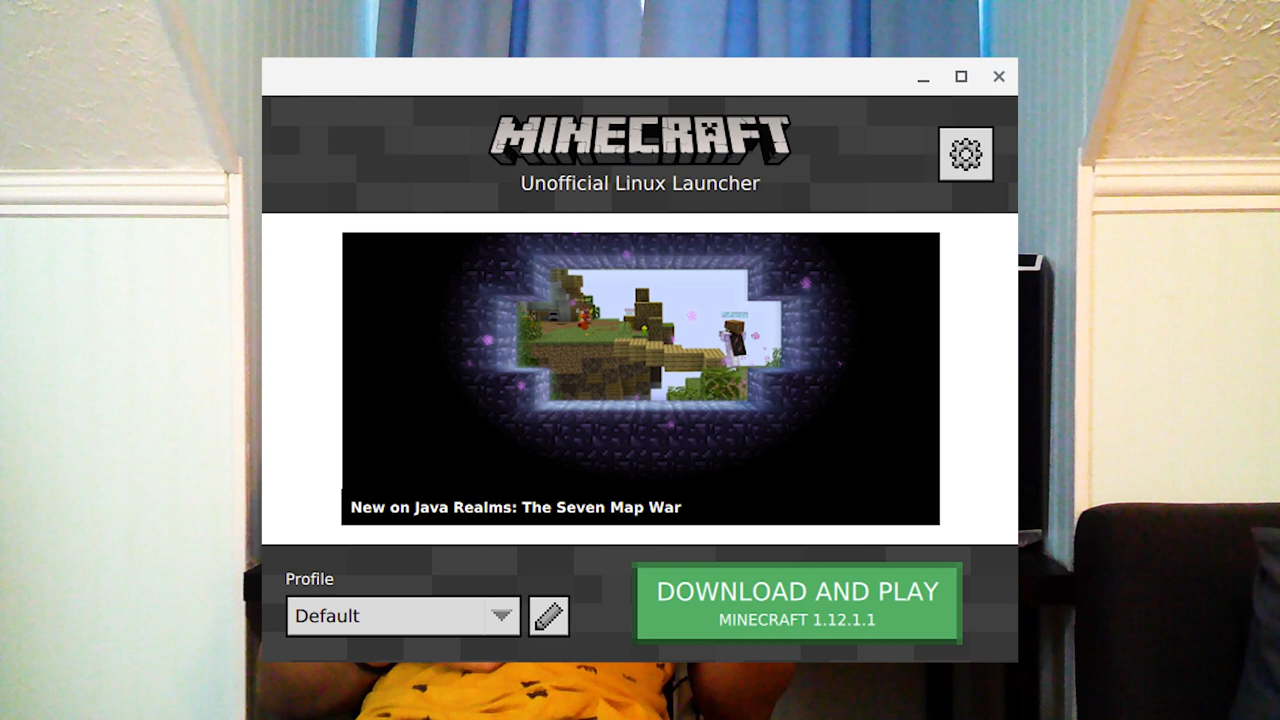 MINECRAFT
Unofficial Linux Launcher
New on Java Realms: The Seven Map War
Profile
Default
DOWNLOAD AND PLAY
MINECRAFT 1.12.1.1